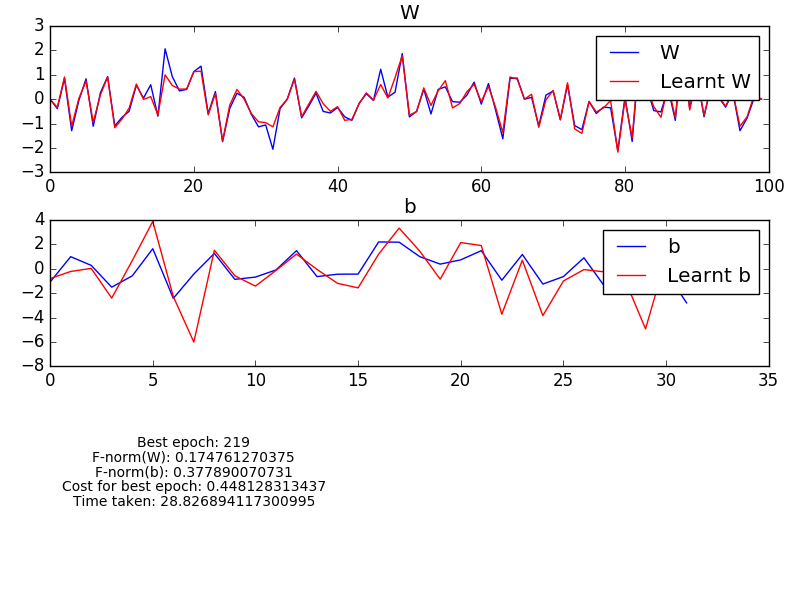 W
3
2
1
0
−1
−2
−3
0 20 40 60 80 100
W
Learnt W
b
4
2
0
−2
−4
−6
−8
0 5 10 15 20 25 30 35
b
Learnt b
Best epoch: 219
F-norm(W): 0.174761270375
F-norm(b): 0.377890070731
Cost for best epoch: 0.448128313437
Time taken: 28.826894117300995